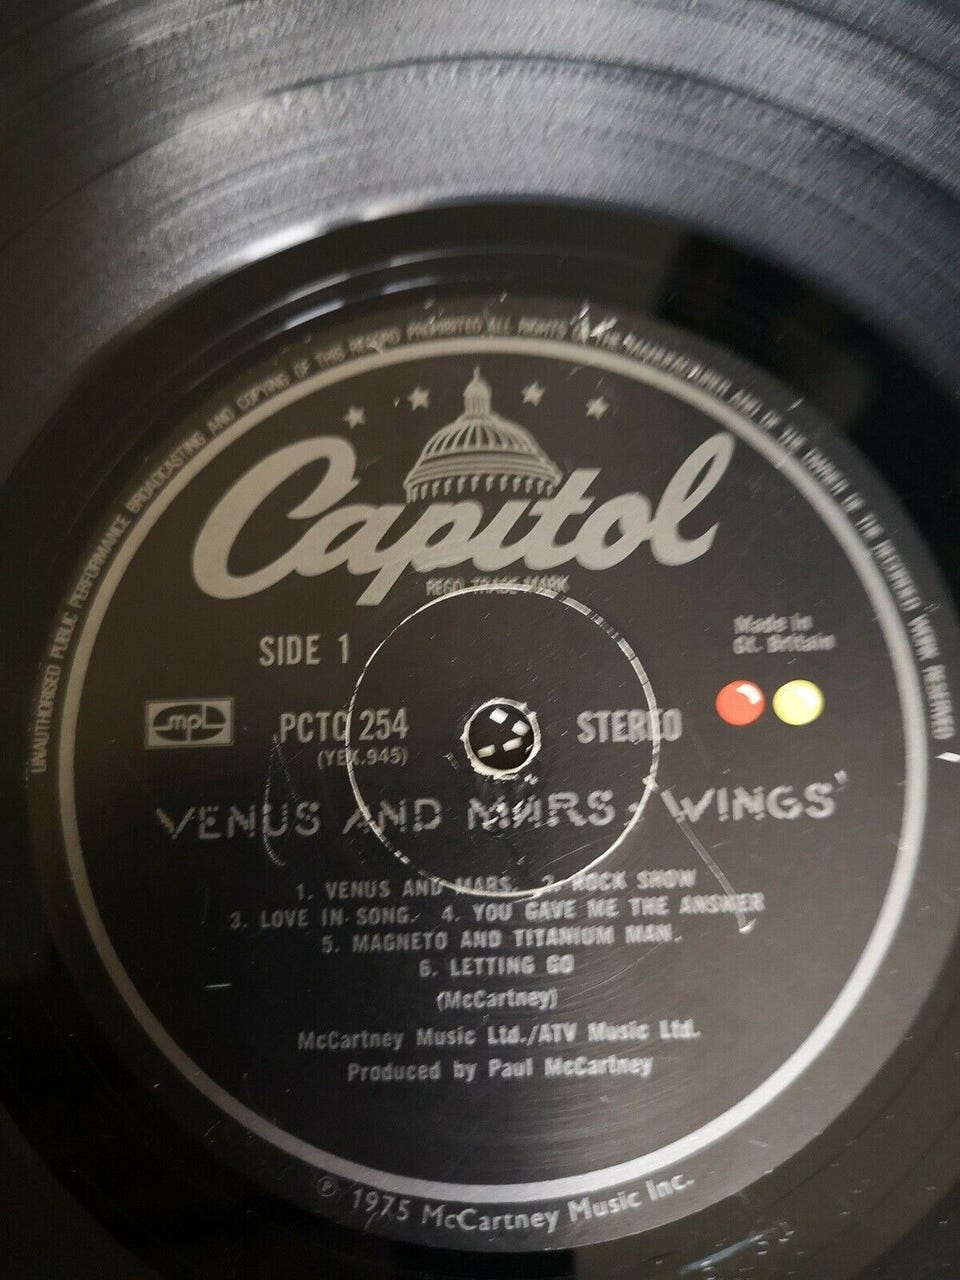 UNAUTHORISED PUBLIC PERFORMANCE BROADCASTING AND COPYING OF THIS RECORD PROHIBITED ALL RIGHTS OF THE MANUFACTURER AND OF THE OWNER OF THE RECORDED WORK RESERVED
Capitol
REGD. TRADE MARK
SIDE 1
Made in
Gt. Britain
mpl
PCTC 254
STEREO
(YEX.945)
VENUS AND MARS · WINGS
1. VENUS AND MARS. 2. ROCK SHOW
3. LOVE IN SONG. 4. YOU GAVE ME THE ANSWER
5. MAGNETO AND TITANIUM MAN.
6. LETTING GO
(McCartney)
McCartney Music Ltd./ATV Music Ltd.
Produced by Paul McCartney
℗ 1975 McCartney Music Inc.